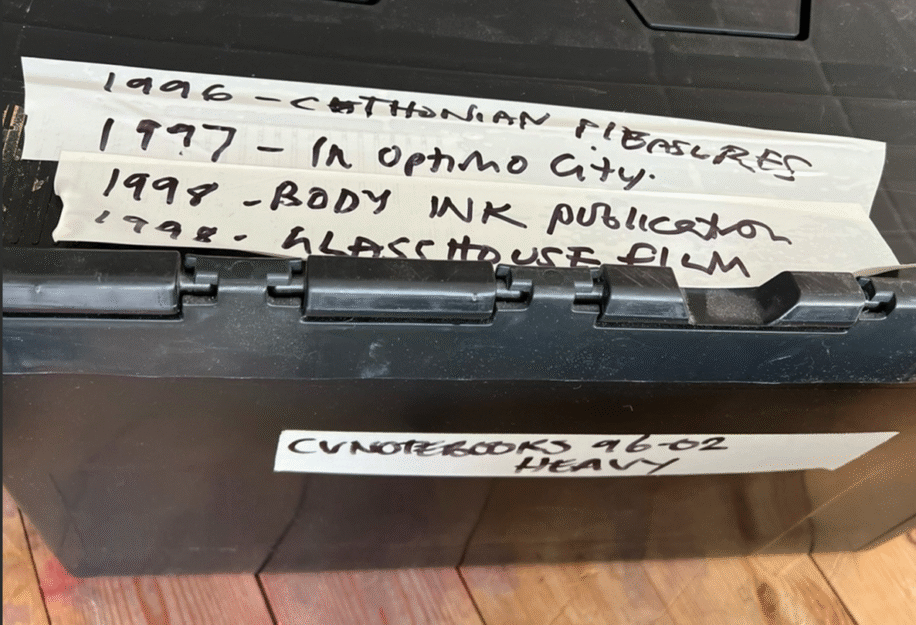 1996 - CHTHONIAN PLEASURES
1997 - IN OPTIMO City.
1998 - BODY INK publication
1998 - GLASSHOUSE FILM
CVNOTEBOOKS 96-02
HEAVY